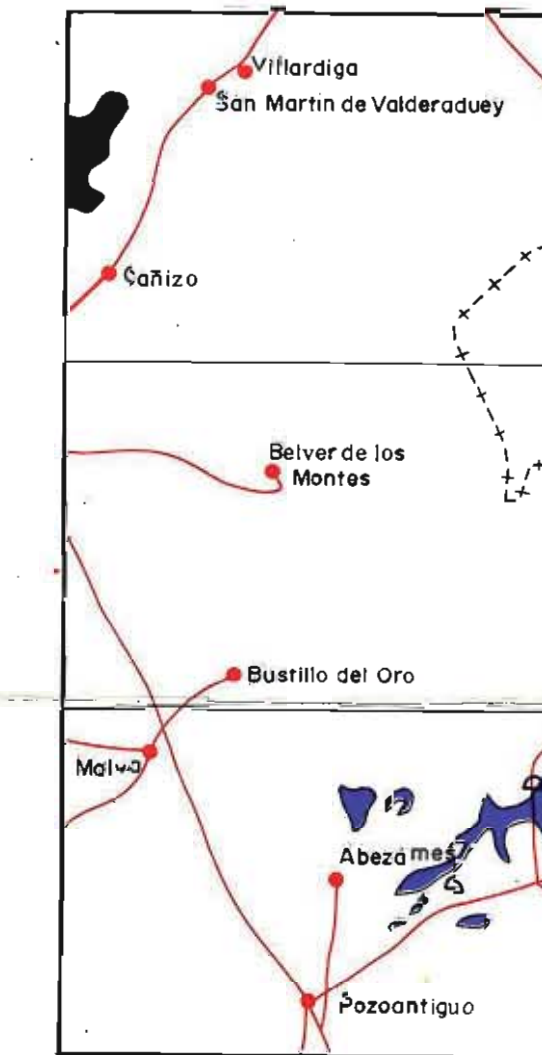 Villardiga
San Martin de Valderaduey
Cañizo
Belver de los
Montes
Bustillo del Oro
Malva
Abezames
Pozoantiguo